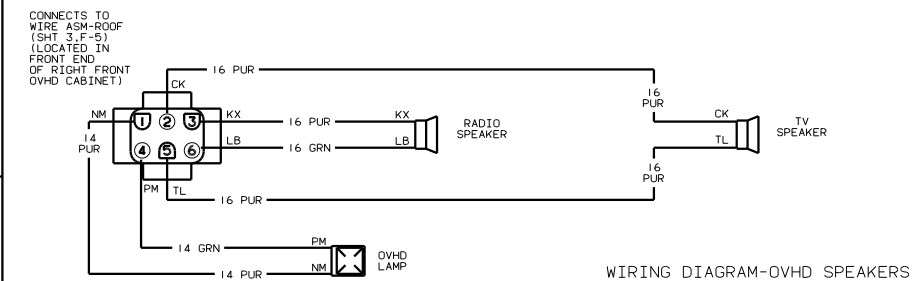 CONNECTS TO
WIRE ASM-ROOF
(SHT 3.F-5)
(LOCATED IN
FRONT END
OF RIGHT FRONT
OVHD CABINET)
16 PUR
CK
16
PUR
NM
1
2
3
KX
16 PUR
KX
RADIO
SPEAKER
CK
TV
SPEAKER
14
PUR
4
5
6
LB
16 GRN
LB
TL
16
PUR
PM
TL
16 PUR
14 GRN
PM
OVHD
LAMP
14 PUR
NM
WIRING DIAGRAM-OVHD SPEAKERS